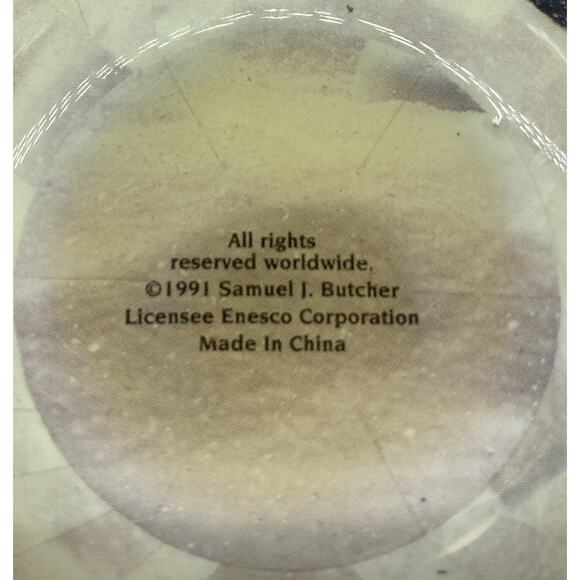 All rights
reserved worldwide.
©1991 Samuel J. Butcher
Licensee Enesco Corporation
Made In China